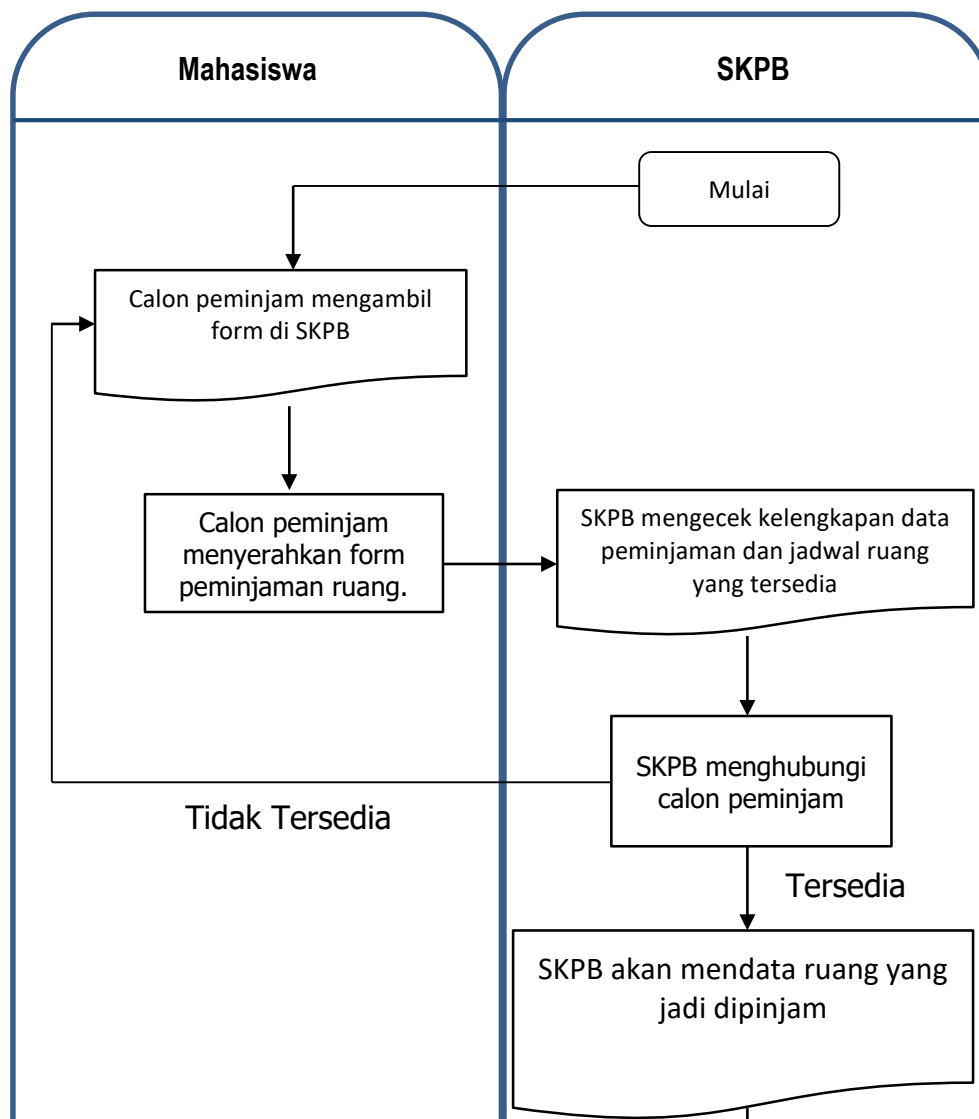 Mahasiswa
SKPB
Mulai
Calon peminjam mengambil
form di SKPB
Calon peminjam
menyerahkan form
peminjaman ruang.
SKPB mengecek kelengkapan data
peminjaman dan jadwal ruang
yang tersedia
SKPB menghubungi
calon peminjam
Tidak Tersedia
Tersedia
SKPB akan mendata ruang yang
jadi dipinjam